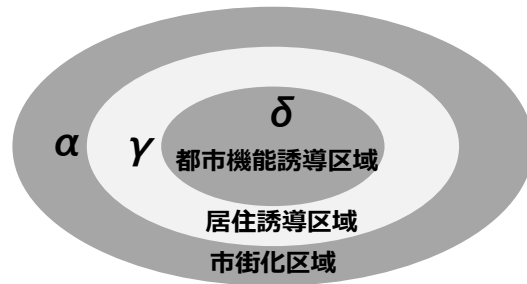 δ
α
γ
都市機能誘導区域
居住誘導区域
市街化区域